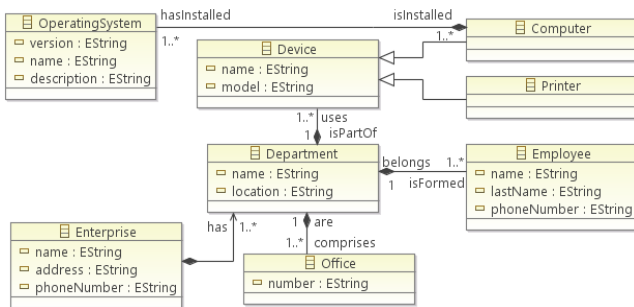 OperatingSystem
version : EString
name : EString
description : EString
hasInstalled
1..*
isInstalled
1..*
Computer
Device
name : EString
model : EString
Printer
1..* uses
1 isPartOf
Department
name : EString
location : EString
belongs 1..*
1 isFormed
Employee
name : EString
lastName : EString
phoneNumber : EString
Enterprise
name : EString
address : EString
phoneNumber : EString
has 1..*
1 are
1..* comprises
Office
number : EString